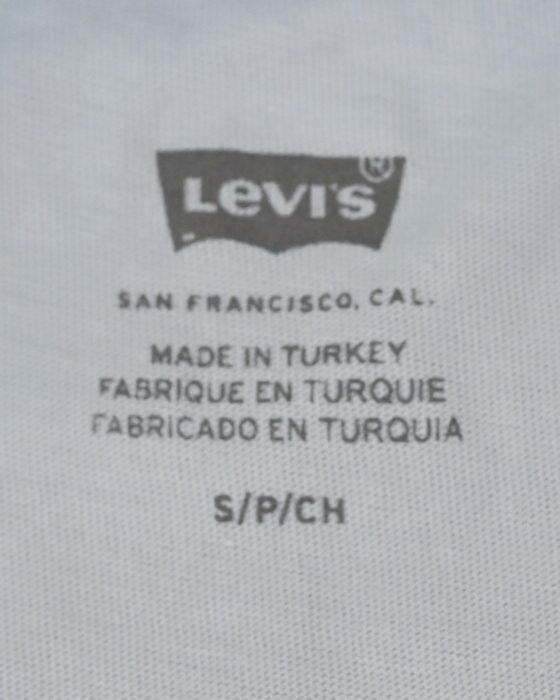 Levi's®
SAN FRANCISCO, CAL.
MADE IN TURKEY
FABRIQUE EN TURQUIE
FABRICADO EN TURQUIA
S/P/CH